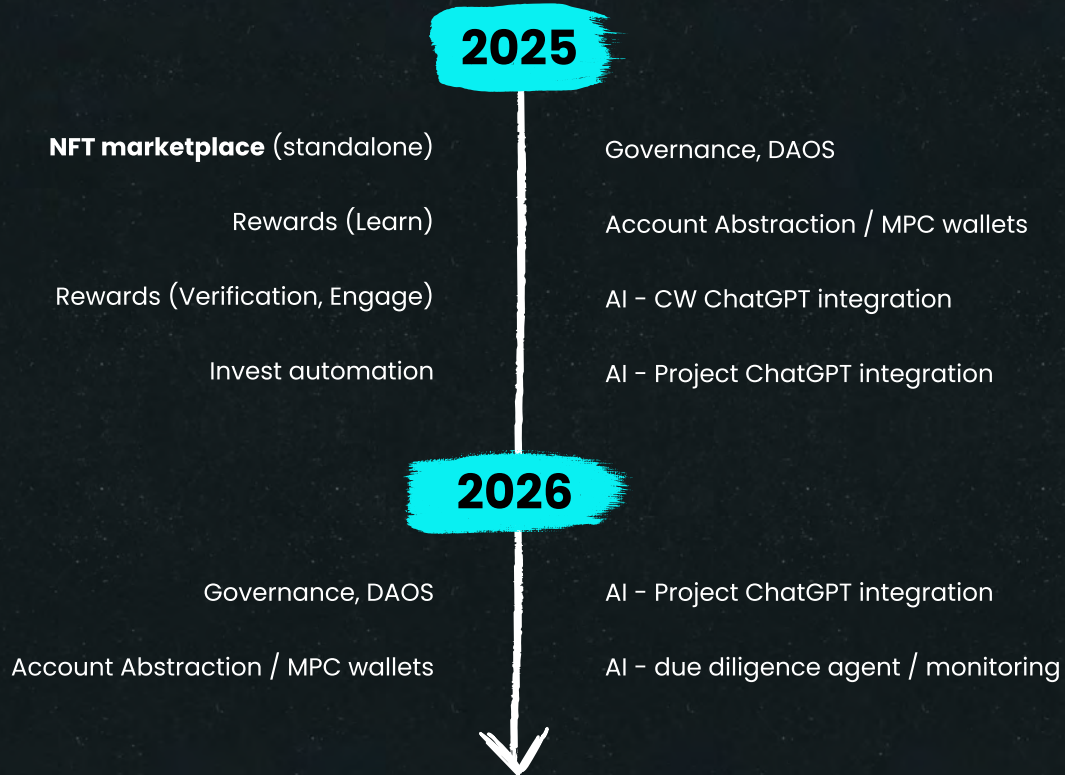 2025
NFT marketplace (standalone)
Rewards (Learn)
Rewards (Verification, Engage)
Invest automation
Governance, DAOS
Account Abstraction / MPC wallets
AI - CW ChatGPT integration
AI - Project ChatGPT integration
2026
Governance, DAOS
Account Abstraction / MPC wallets
AI - Project ChatGPT integration
AI - due diligence agent / monitoring